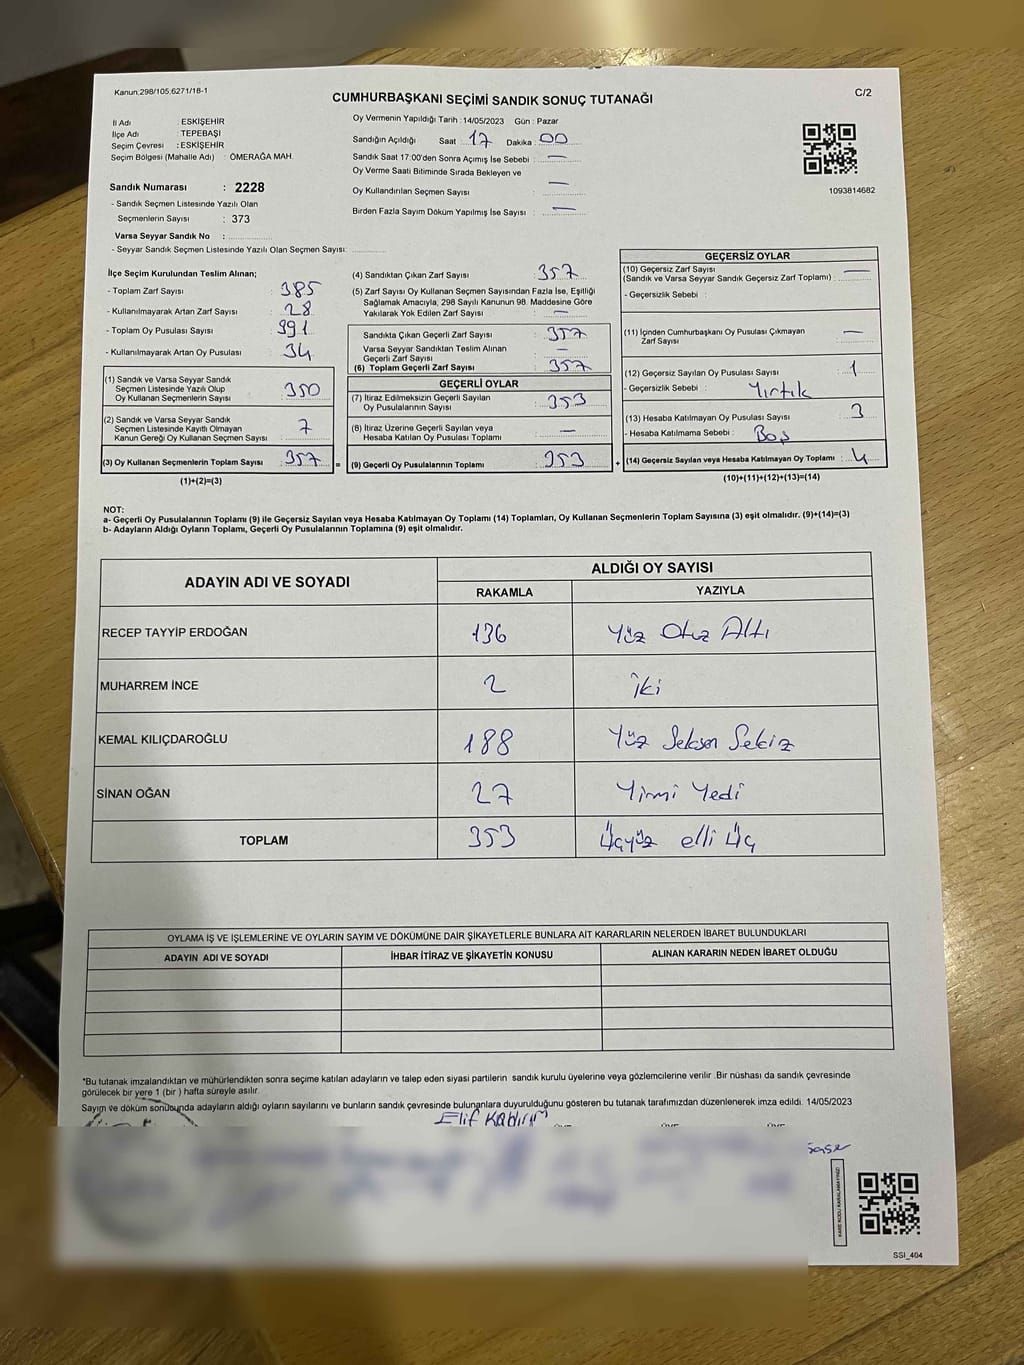 Kanun:298/105,6271/18-1
CUMHURBAŞKANI SEÇİMİ SANDIK SONUÇ TUTANAĞI
C/2
İl Adı : ESKİŞEHİR
İlçe Adı : TEPEBAŞI
Seçim Çevresi : ESKİŞEHİR
Seçim Bölgesi (Mahalle Adı) : ÖMERAĞA MAH.
Sandık Numarası : 2228
- Sandık Seçmen Listesinde Yazılı Olan
Seçmenlerin Sayısı : 373
Varsa Seyyar Sandık No :
- Seyyar Sandık Seçmen Listesinde Yazılı Olan Seçmen Sayısı:
Oy Vermenin Yapıldığı Tarih :14/05/2023 Gün : Pazar
Sandığın Açıldığı Saat 17 Dakika : 00
Sandık Saat 17:00'den Sonra Açımış İse Sebebi : —
Oy Verme Saati Bitiminde Sırada Bekleyen ve
Oy Kullandırılan Seçmen Sayısı : —
Birden Fazla Sayım Döküm Yapılmış İse Sayısı : —
1093814682
İlçe Seçim Kurulundan Teslim Alınan;
- Toplam Zarf Sayısı : 385
- Kullanılmayarak Artan Zarf Sayısı : 28
- Toplam Oy Pusulası Sayısı : 391
- Kullanılmayarak Artan Oy Pusulası : 34
(1) Sandık ve Varsa Seyyar Sandık
Seçmen Listesinde Yazılı Olup
Oy Kullanan Seçmenlerin Sayısı : 350
(2) Sandık ve Varsa Seyyar Sandık
Seçmen Listesinde Kayıtlı Olmayan
Kanun Gereği Oy Kullanan Seçmen Sayısı : 7
(3) Oy Kullanan Seçmenlerin Toplam Sayısı : 357
(1)+(2)=(3)
=
(4) Sandıktan Çıkan Zarf Sayısı : 357
(5) Zarf Sayısı Oy Kullanan Seçmen Sayısından Fazla İse, Eşitliği
Sağlamak Amacıyla, 298 Sayılı Kanunun 98. Maddesine Göre
Yakılarak Yok Edilen Zarf Sayısı : —
Sandıkta Çıkan Geçerli Zarf Sayısı : 357
Varsa Seyyar Sandıktan Teslim Alınan
Geçerli Zarf Sayısı : —
(6) Toplam Geçerli Zarf Sayısı : 357
GEÇERLİ OYLAR
(7) İtiraz Edilmeksizin Geçerli Sayılan
Oy Pusulalarının Sayısı : 353
(8) İtiraz Üzerine Geçerli Sayılan veya
Hesaba Katılan Oy Pusulası Toplamı : —
(9) Geçerli Oy Pusulalarının Toplamı : 353
+
GEÇERSİZ OYLAR
(10) Geçersiz Zarf Sayısı : —
(Sandık ve Varsa Seyyar Sandık Geçersiz Zarf Toplamı) :
- Geçersizlik Sebebi :
(11) İçinden Cumhurbaşkanı Oy Pusulası Çıkmayan
Zarf Sayısı : —
(12) Geçersiz Sayılan Oy Pusulası Sayısı : 1
- Geçersizlik Sebebi : Yırtık
(13) Hesaba Katılmayan Oy Pusulası Sayısı : 3
- Hesaba Katılmama Sebebi : Boş
(14) Geçersiz Sayılan veya Hesaba Katılmayan Oy Toplamı : 4
(10)+(11)+(12)+(13)=(14)
NOT:
a- Geçerli Oy Pusulalarının Toplamı (9) ile Geçersiz Sayılan veya Hesaba Katılmayan Oy Toplamı (14) Toplamları, Oy Kullanan Seçmenlerin Toplam Sayısına (3) eşit olmalıdır. (9)+(14)=(3)
b- Adayların Aldığı Oyların Toplamı, Geçerli Oy Pusulalarının Toplamına (9) eşit olmalıdır.
ADAYIN ADI VE SOYADI
ALDIĞI OY SAYISI
RAKAMLA YAZIYLA
RECEP TAYYİP ERDOĞAN 136 Yüz Otuz Altı
MUHARREM İNCE 2 İki
KEMAL KILIÇDAROĞLU 188 Yüz Seksen Sekiz
SİNAN OĞAN 27 Yirmi Yedi
TOPLAM 353 Üçyüz elli Üç
OYLAMA İŞ VE İŞLEMLERİNE VE OYLARIN SAYIM VE DÖKÜMÜNE DAİR ŞİKAYETLERLE BUNLARA AİT KARARLARIN NELERDEN İBARET BULUNDUKLARI
ADAYIN ADI VE SOYADI İHBAR İTİRAZ VE ŞİKAYETİN KONUSU ALINAN KARARIN NEDEN İBARET OLDUĞU
*Bu tutanak imzalandıktan ve mühürlendikten sonra seçime katılan adayların ve talep eden siyasi partilerin sandık kurulu üyelerine veya gözlemcilerine verilir .Bir nüshası da sandık çevresinde
görülecek bir yere 1 (bir ) hafta süreyle asılır.
Sayım ve döküm sonucunda adayların aldığı oyların sayılarını ve bunların sandık çevresinde bulunanlara duyurulduğunu gösteren bu tutanak tarafımızdan düzenlenerek imza edildi. 14/05/2023
Elif
SSI_404